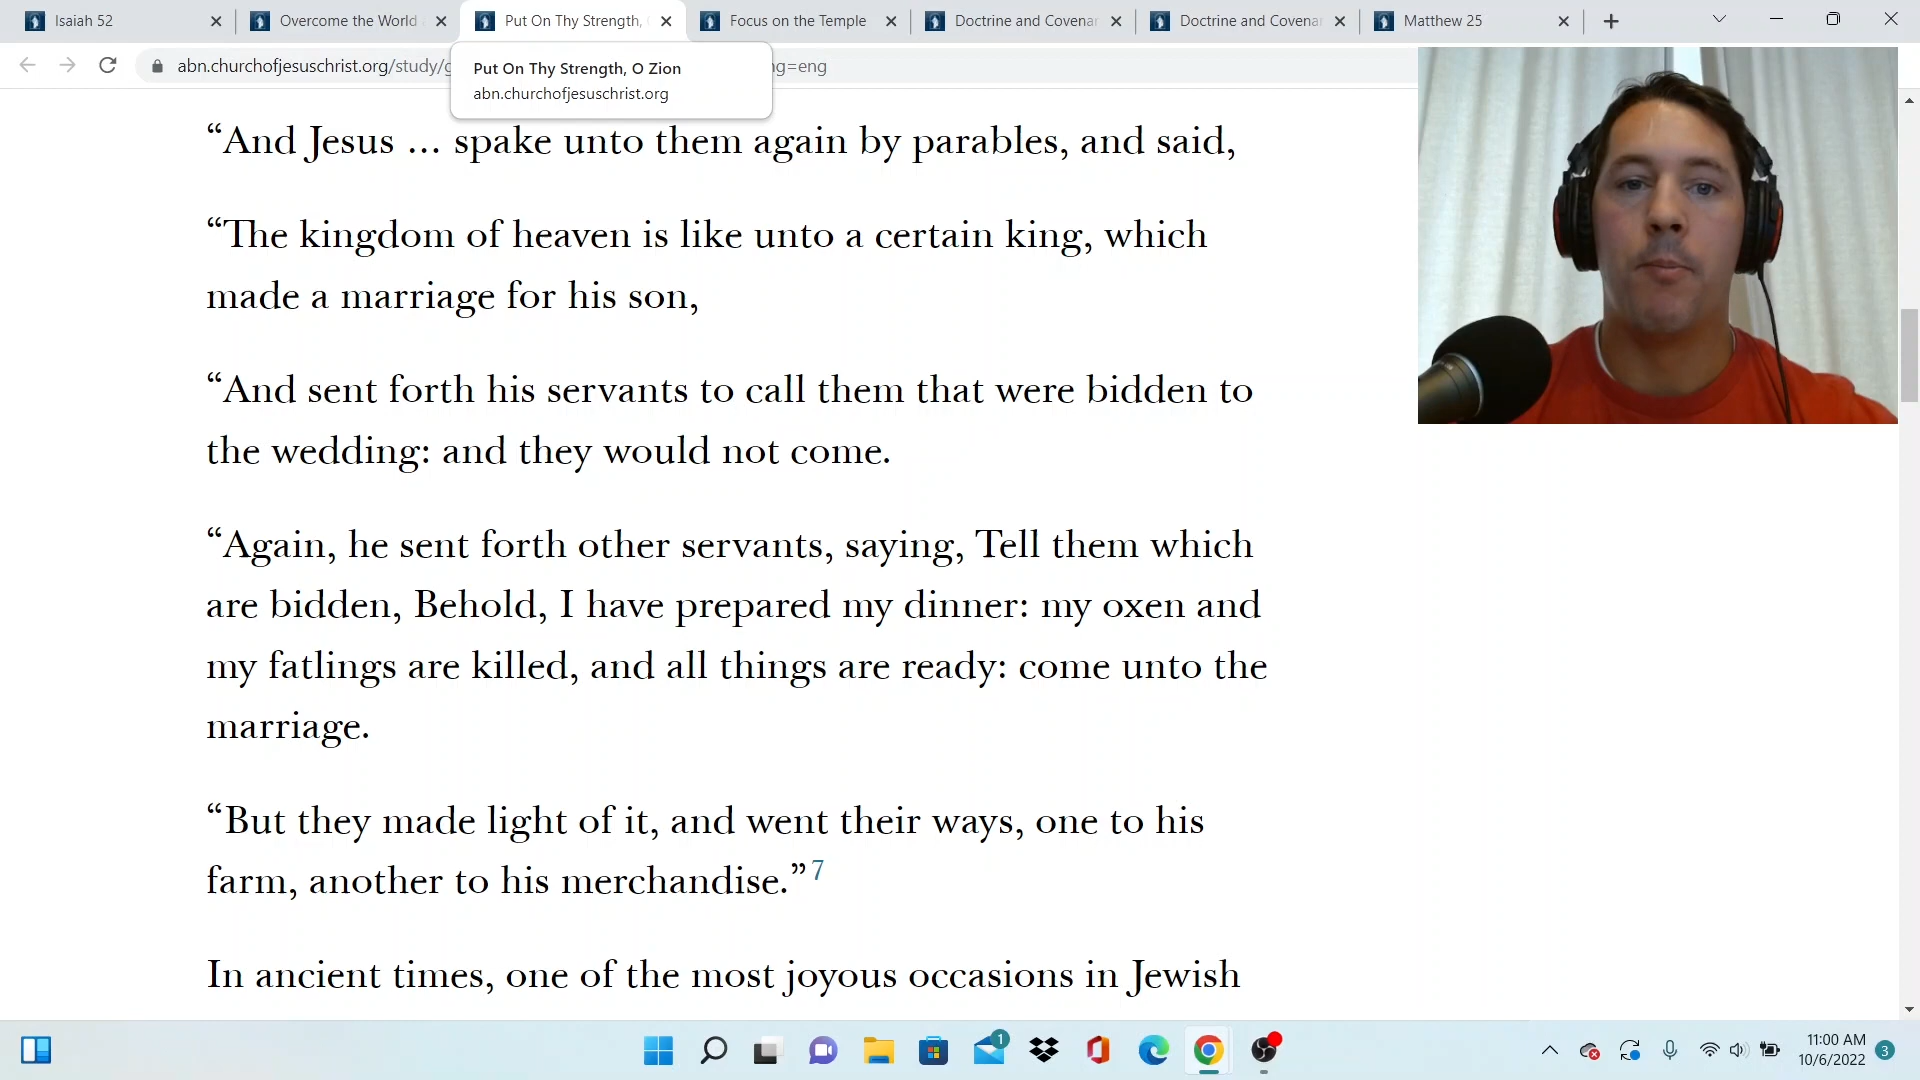 Isaiah 52
Overcome the World
Put On Thy Strength,
Focus on the Temple
Doctrine and Covena
Doctrine and Covena
Matthew 25
abn.churchofjesuschrist.org/study/
ng=eng
Put On Thy Strength, O Zion
abn.churchofjesuschrist.org
“And Jesus … spake unto them again by parables, and said,
“The kingdom of heaven is like unto a certain king, which
made a marriage for his son,
“And sent forth his servants to call them that were bidden to
the wedding: and they would not come.
“Again, he sent forth other servants, saying, Tell them which
are bidden, Behold, I have prepared my dinner: my oxen and
my fatlings are killed, and all things are ready: come unto the
marriage.
“But they made light of it, and went their ways, one to his
farm, another to his merchandise.”7
In ancient times, one of the most joyous occasions in Jewish
1
11:00 AM
10/6/2022
3